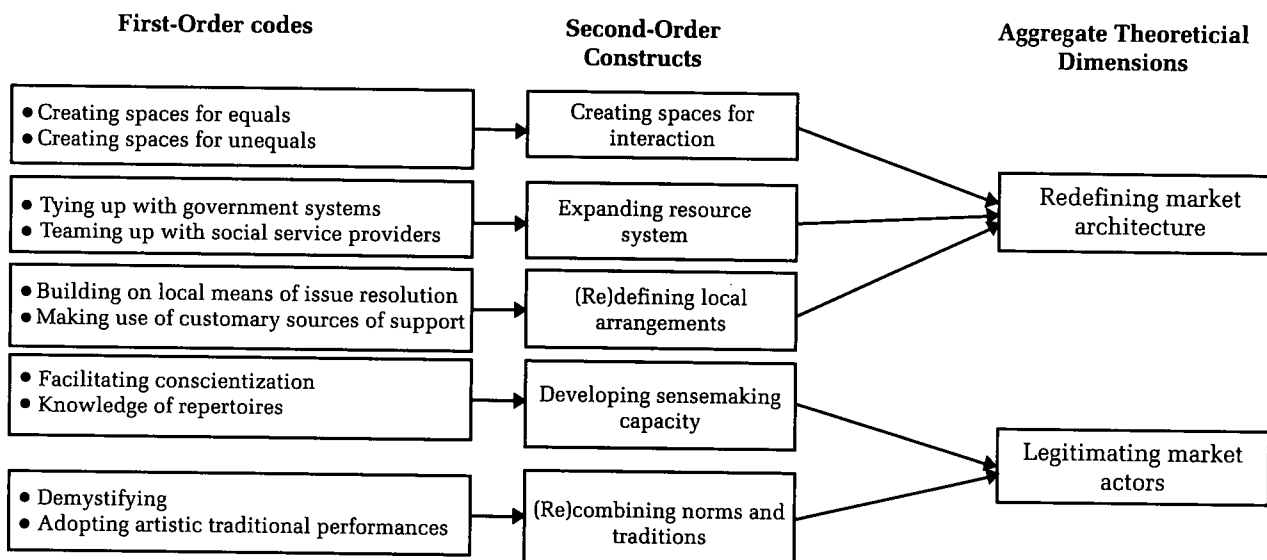 First-Order codes
Second-Order
Constructs
Aggregate Theoreticial
Dimensions
• Creating spaces for equals
• Creating spaces for unequals
Creating spaces for
interaction
• Tying up with government systems
• Teaming up with social service providers
Expanding resource
system
• Building on local means of issue resolution
• Making use of customary sources of support
(Re)defining local
arrangements
Redefining market
architecture
• Facilitating conscientization
• Knowledge of repertoires
Developing sensemaking
capacity
• Demystifying
• Adopting artistic traditional performances
(Re)combining norms and
traditions
Legitimating market
actors